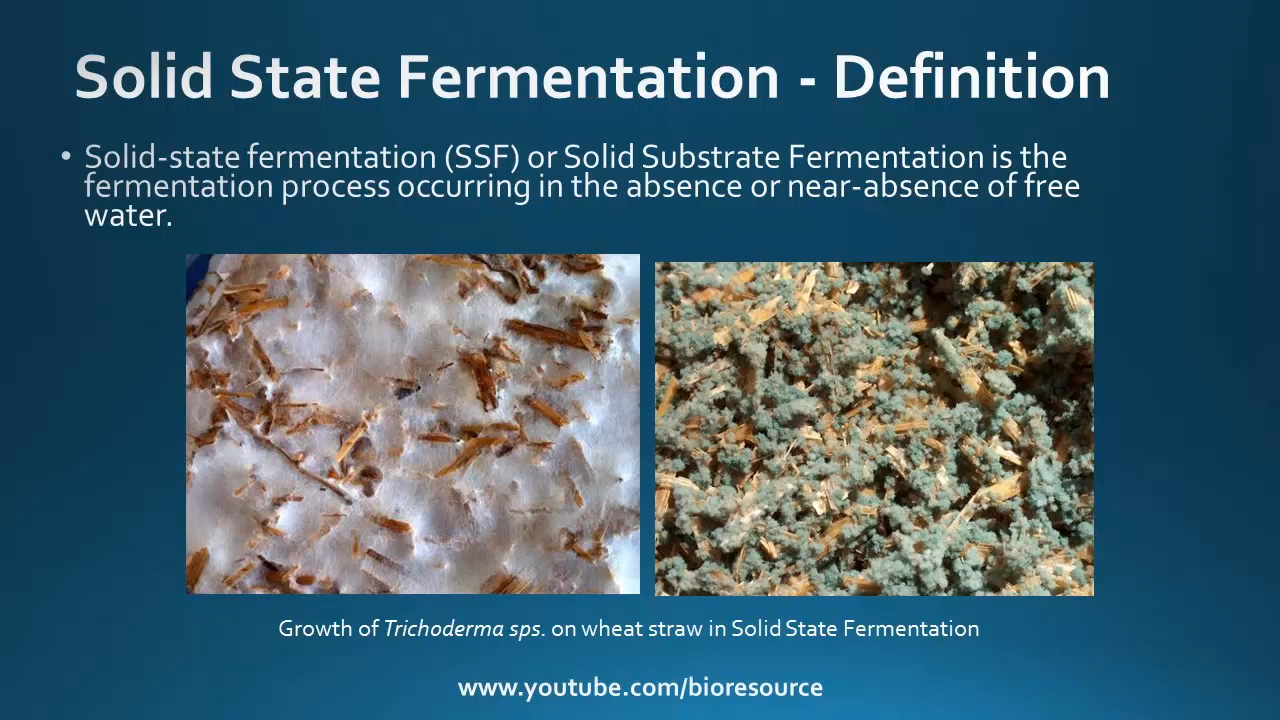 Solid State Fermentation - Definition
• Solid-state fermentation (SSF) or Solid Substrate Fermentation is the
fermentation process occurring in the absence or near-absence of free
water.
Growth of Trichoderma sps. on wheat straw in Solid State Fermentation
www.youtube.com/bioresource